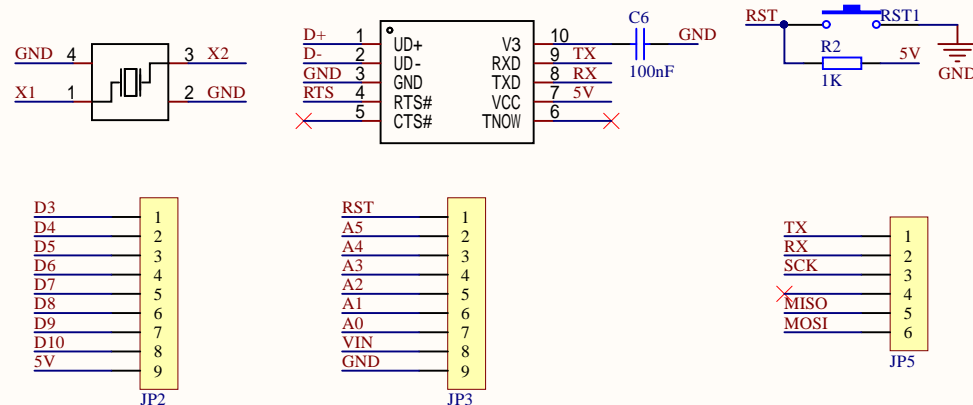 GND 4 3 X2
X1 1 2 GND
D+ 1 UD+ V3 10 C6 GND
D- 2 UD- RXD 9 TX 100nF
GND 3 GND TXD 8 RX
RTS 4 RTS# VCC 7 5V
5 CTS# TNOW 6
RST RST1
R2 5V
1K GND
D3 1
D4 2
D5 3
D6 4
D7 5
D8 6
D9 7
D10 8
5V 9
JP2
RST 1
A5 2
A4 3
A3 4
A2 5
A1 6
A0 7
VIN 8
GND 9
JP3
TX 1
RX 2
SCK 3
4
MISO 5
MOSI 6
JP5